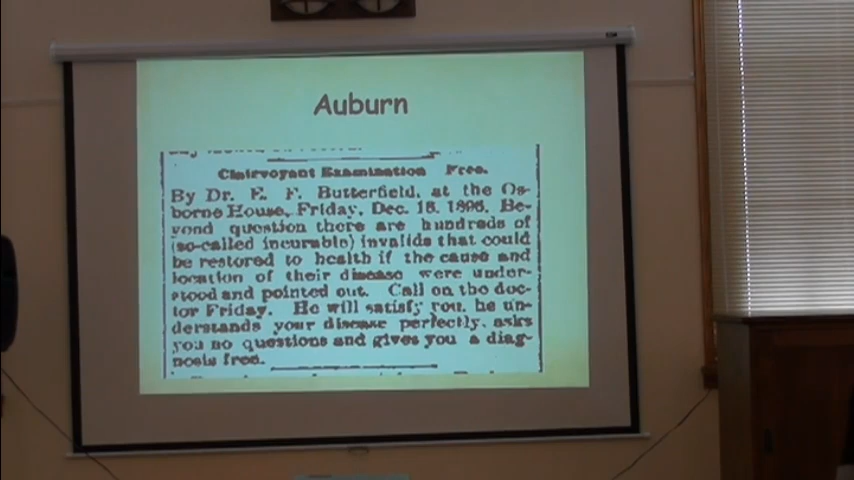 Auburn
Clairvoyant Examination Free.
By Dr. E. F. Butterfield, at the Os-
borne House, Friday, Dec. 18. 1896. Be-
yond question there are hundreds of
(so-called incurable) invalids that could
be restored to health if the cause and
location of their disease were under-
stood and pointed out. Call on the doc-
tor Friday. He will satisfy you, he un-
derstands your disease perfectly, asks
you no questions and gives you a diag-
nosis free.